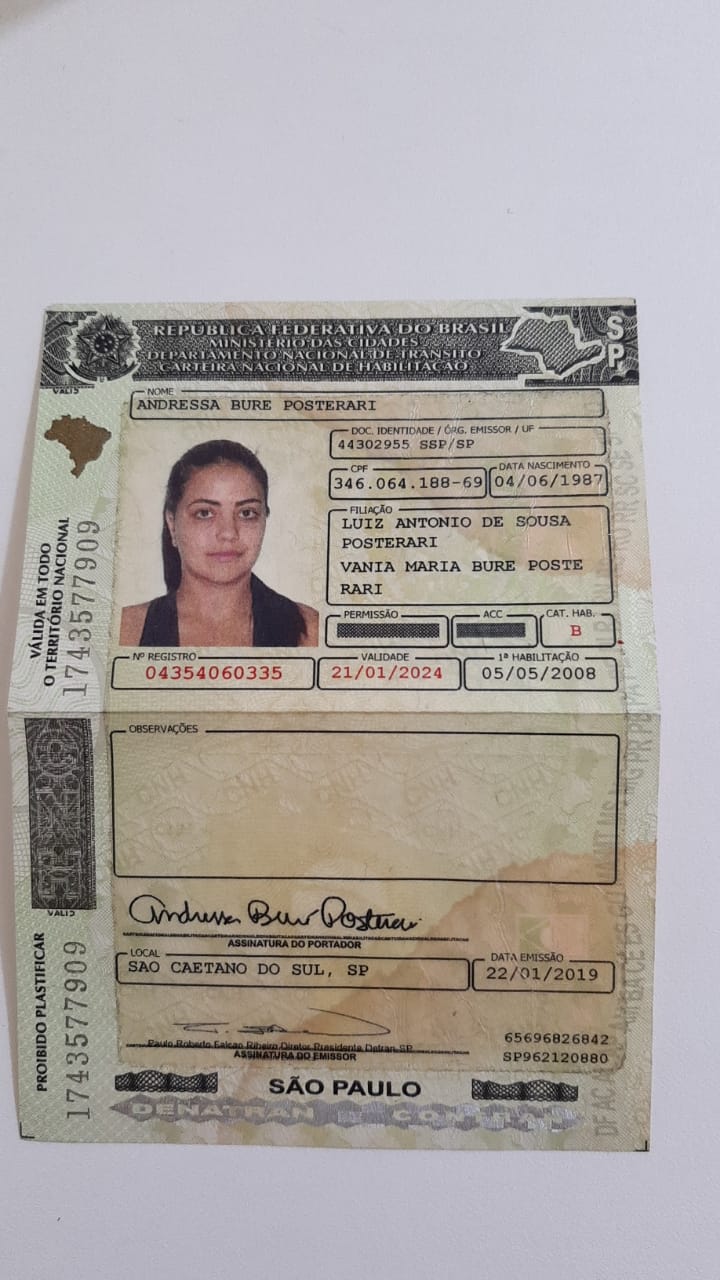 REPÚBLICA FEDERATIVA DO BRASIL
MINISTÉRIO DAS CIDADES
DEPARTAMENTO NACIONAL DE TRÂNSITO
CARTEIRA NACIONAL DE HABILITAÇÃO
SP
VALID
NOME
ANDRESSA BURE POSTERARI
DOC. IDENTIDADE / ÓRG. EMISSOR / UF
44302955 SSP/SP
CPF
346.064.188-69
DATA NASCIMENTO
04/06/1987
FILIAÇÃO
LUIZ ANTONIO DE SOUSA
POSTERARI
VANIA MARIA BURE POSTE
RARI
PERMISSÃO
ACC
CAT. HAB.
B
Nº REGISTRO
04354060335
VALIDADE
21/01/2024
1ª HABILITAÇÃO
05/05/2008
VÁLIDA EM TODO
O TERRITÓRIO NACIONAL
1743577909
OBSERVAÇÕES
VALID
Andressa Bure Posterari
ASSINATURA DO PORTADOR
LOCAL
SAO CAETANO DO SUL, SP
DATA EMISSÃO
22/01/2019
Paulo Roberto Falcao Ribeiro Diretor Presidente Detran-SP
ASSINATURA DO EMISSOR
65696826842
SP962120880
PROIBIDO PLASTIFICAR
1743577909
SÃO PAULO
DENATRAN CONTRAN